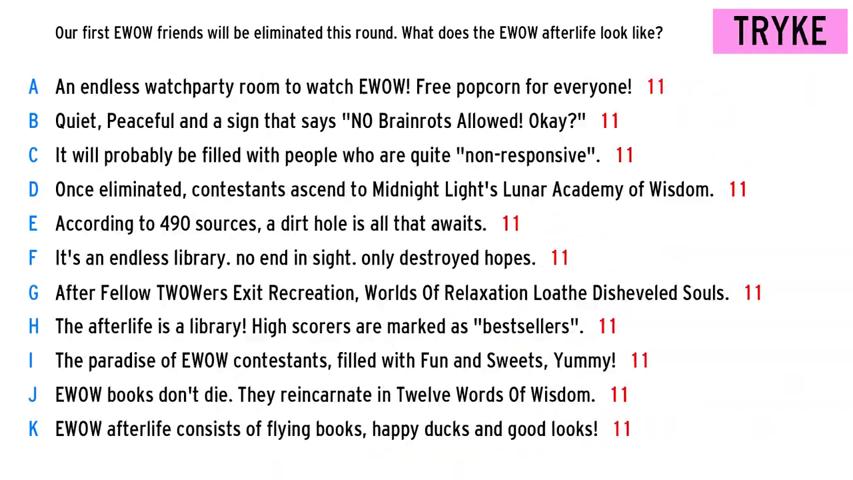 Our first EWOW friends will be eliminated this round. What does the EWOW afterlife look like?
TRYKE
A An endless watchparty room to watch EWOW! Free popcorn for everyone! 11
B Quiet, Peaceful and a sign that says "NO Brainrots Allowed! Okay?" 11
C It will probably be filled with people who are quite "non-responsive". 11
D Once eliminated, contestants ascend to Midnight Light's Lunar Academy of Wisdom. 11
E According to 490 sources, a dirt hole is all that awaits. 11
F It's an endless library. no end in sight. only destroyed hopes. 11
G After Fellow TWOWers Exit Recreation, Worlds Of Relaxation Loathe Disheveled Souls. 11
H The afterlife is a library! High scorers are marked as "bestsellers". 11
I The paradise of EWOW contestants, filled with Fun and Sweets, Yummy! 11
J EWOW books don't die. They reincarnate in Twelve Words Of Wisdom. 11
K EWOW afterlife consists of flying books, happy ducks and good looks! 11